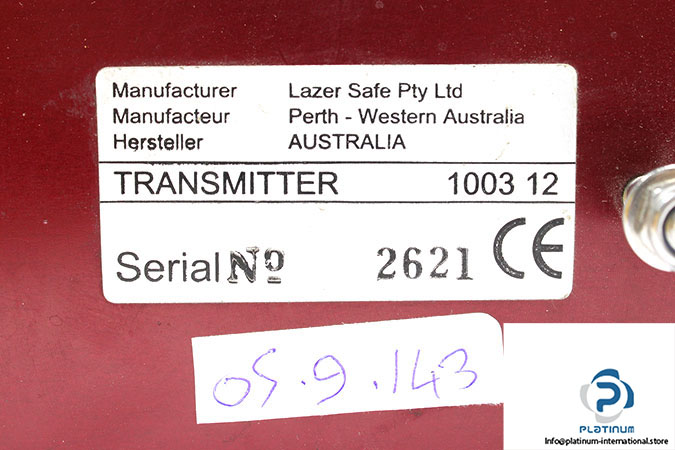 Manufacturer Lazer Safe Pty Ltd
Manufacteur Perth - Western Australia
Hersteller AUSTRALIA
TRANSMITTER 1003 12
Serial Nº 2621 CE
05.9.143
PLATINUM
Info@platinum-international.store